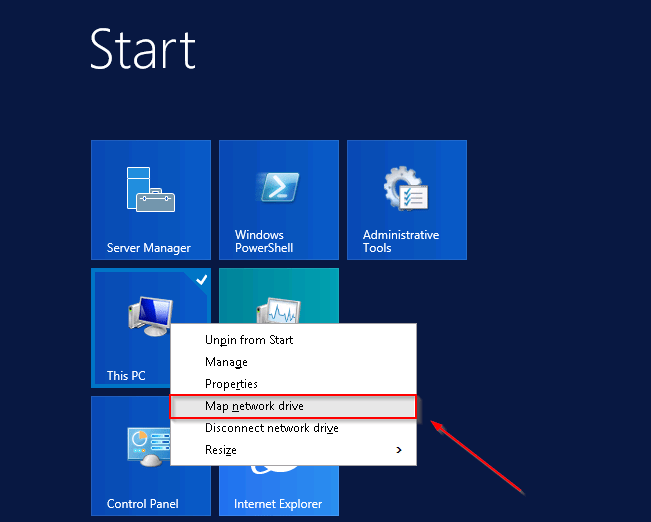 Start
Server Manager
Windows
PowerShell
Administrative
Tools
This PC
Unpin from Start
Manage
Properties
Map network drive
Disconnect network drive
Resize
Control Panel
Internet Explorer